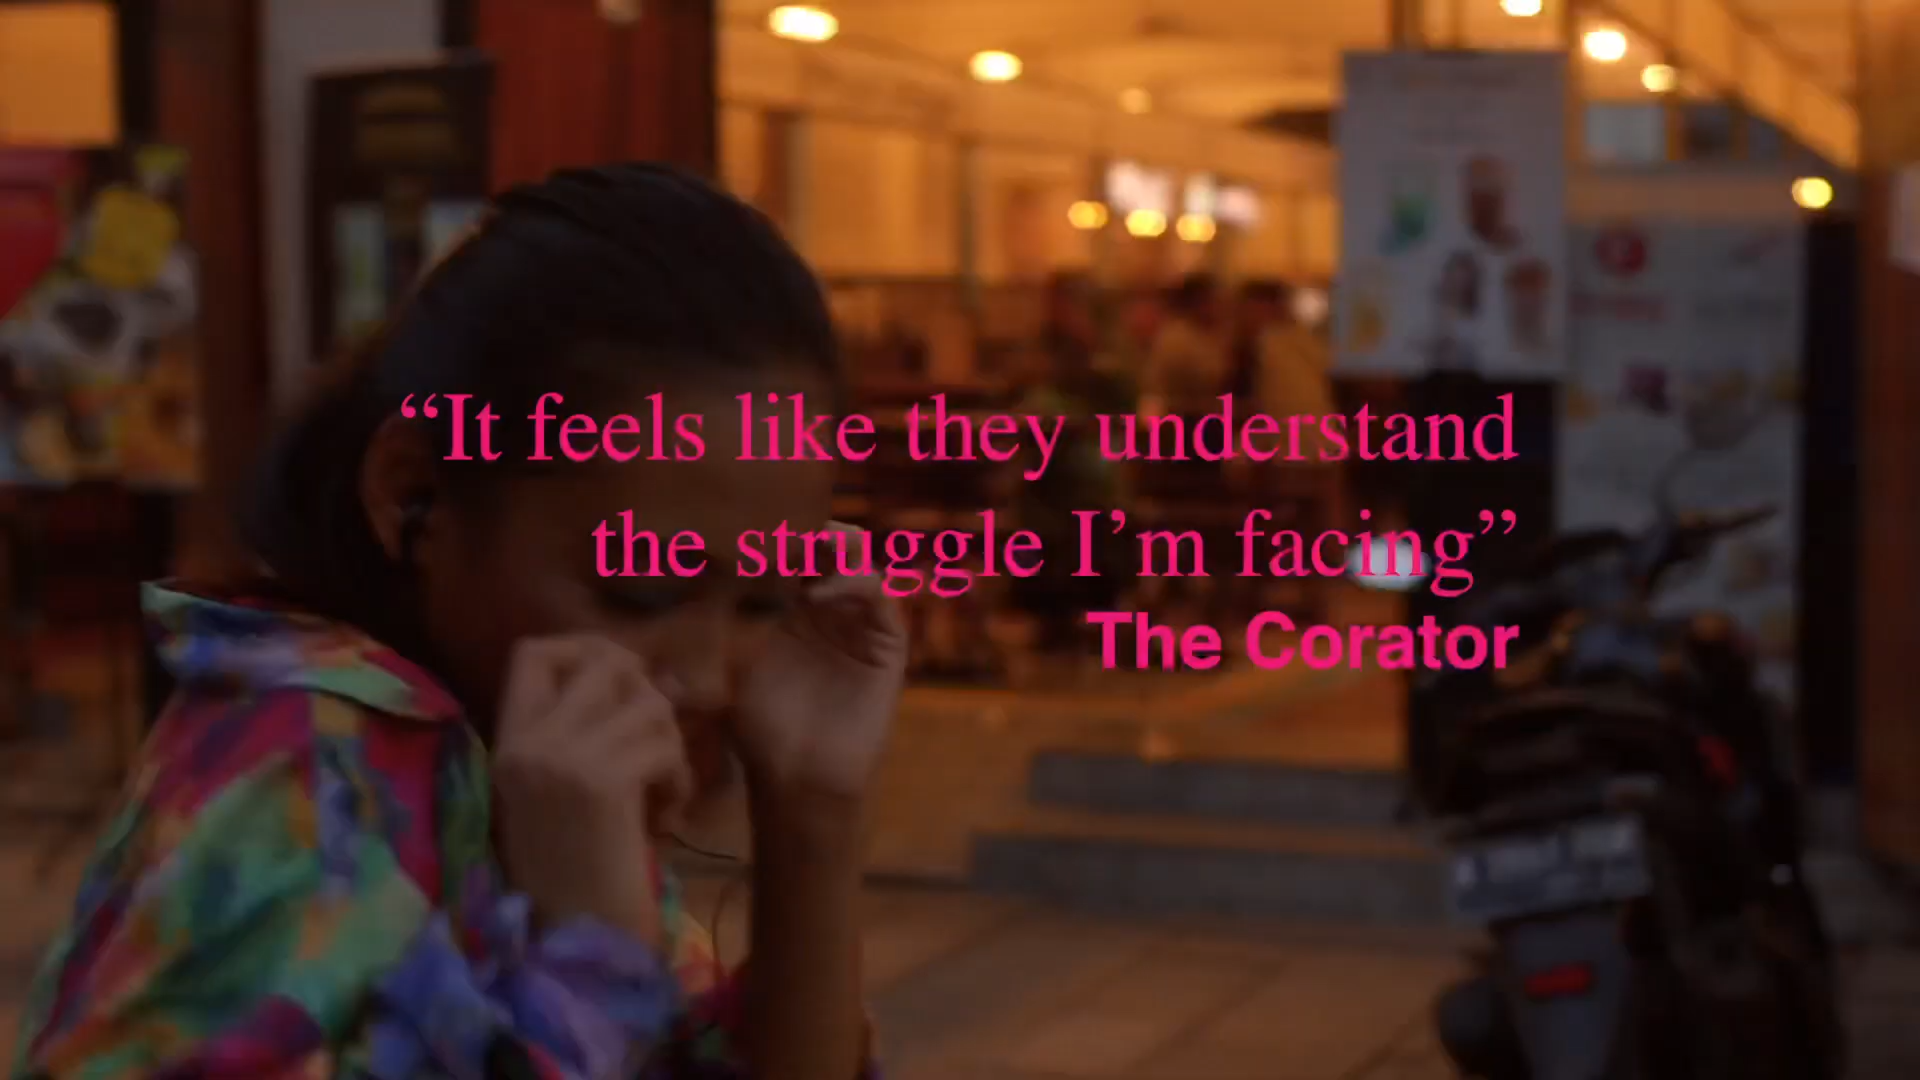 “It feels like they understand
the struggle I’m facing”
The Corator